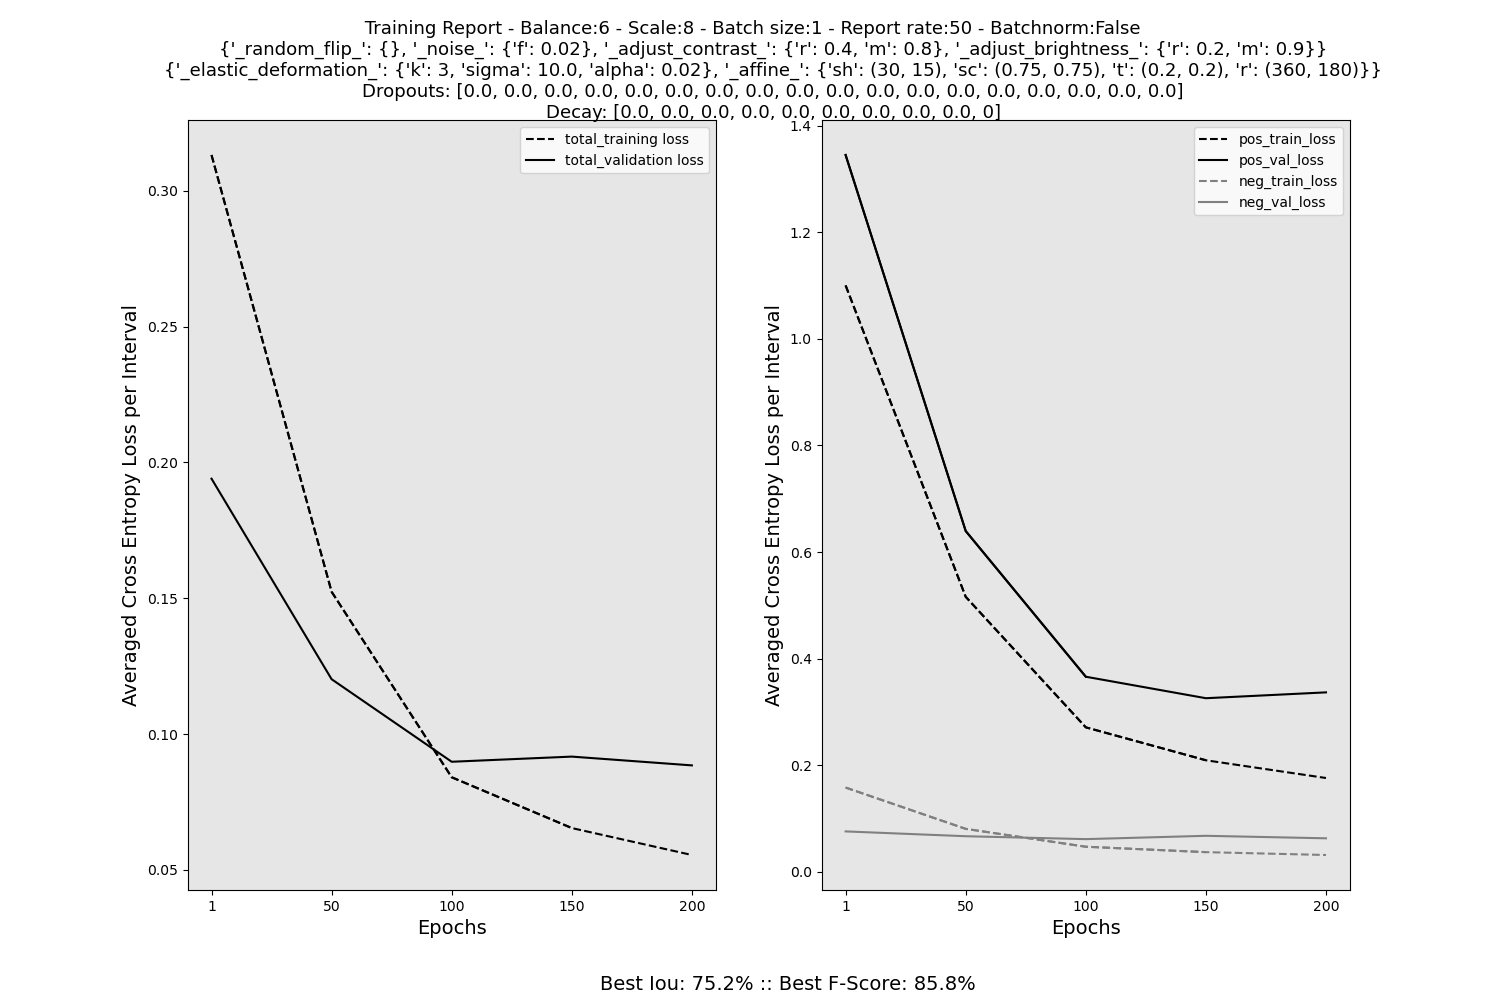 Training Report - Balance:6 - Scale:8 - Batch size:1 - Report rate:50 - Batchnorm:False
{'_random_flip_': {}, '_noise_': {'f': 0.02}, '_adjust_contrast_': {'r': 0.4, 'm': 0.8}, '_adjust_brightness_': {'r': 0.2, 'm': 0.9}}
{'_elastic_deformation_': {'k': 3, 'sigma': 10.0, 'alpha': 0.02}, '_affine_': {'sh': (30, 15), 'sc': (0.75, 0.75), 't': (0.2, 0.2), 'r': (360, 180)}}
Dropouts: [0.0, 0.0, 0.0, 0.0, 0.0, 0.0, 0.0, 0.0, 0.0, 0.0, 0.0, 0.0, 0.0, 0.0, 0.0, 0.0, 0.0, 0.0]
Decay: [0.0, 0.0, 0.0, 0.0, 0.0, 0.0, 0.0, 0.0, 0.0, 0]
total_training loss
total_validation loss
0.30
0.25
0.20
0.15
0.10
0.05
Averaged Cross Entropy Loss per Interval
1 50 100 150 200
Epochs
pos_train_loss
pos_val_loss
neg_train_loss
neg_val_loss
1.4
1.2
1.0
0.8
0.6
0.4
0.2
0.0
Averaged Cross Entropy Loss per Interval
1 50 100 150 200
Epochs
Best Iou: 75.2% :: Best F-Score: 85.8%